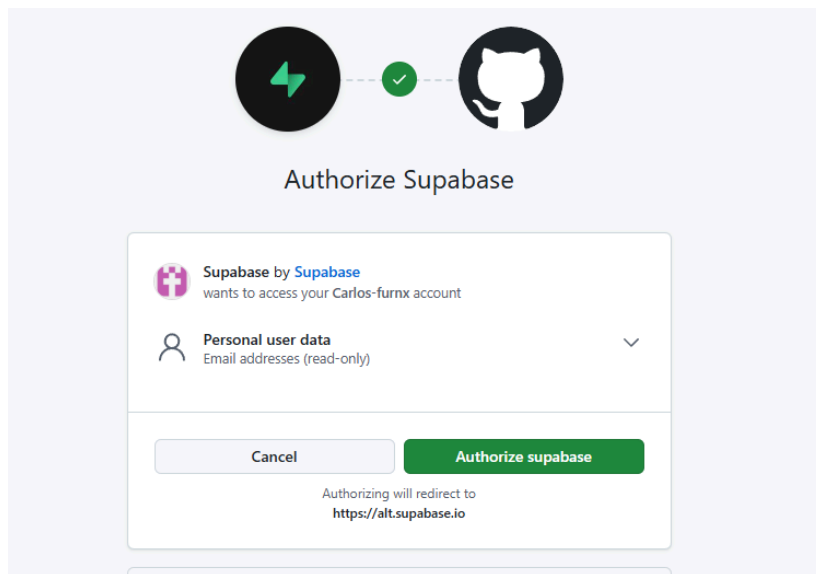 Authorize Supabase
Supabase by Supabase
wants to access your Carlos-furnx account
Personal user data
Email addresses (read-only)
Cancel
Authorize supabase
Authorizing will redirect to
https://alt.supabase.io